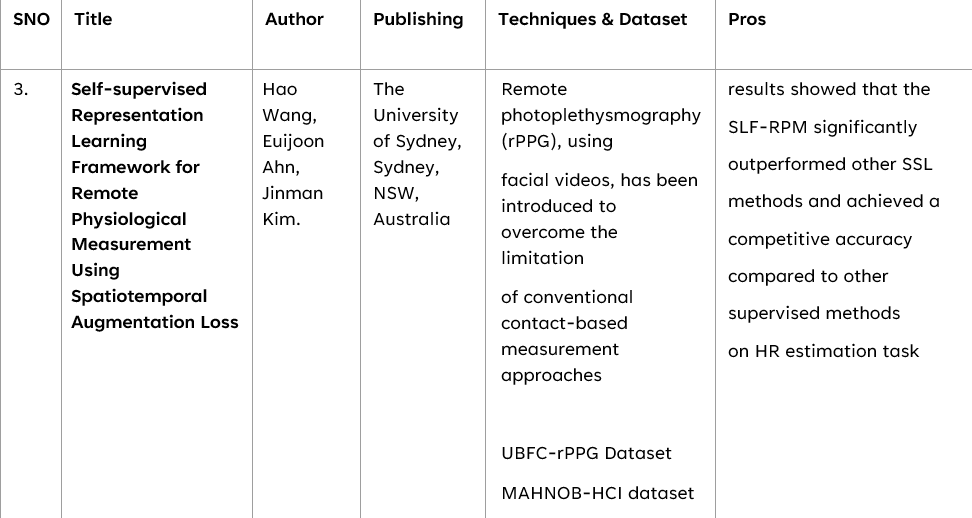 SNO Title Author Publishing Techniques & Dataset Pros
3.
Self-supervised
Representation
Learning
Framework for
Remote
Physiological
Measurement
Using
Spatiotemporal
Augmentation Loss
Hao
Wang,
Euijoon
Ahn,
Jinman
Kim.
The
University
of Sydney,
Sydney,
NSW,
Australia
Remote
photoplethysmography
(rPPG), using
facial videos, has been
introduced to
overcome the
limitation
of conventional
contact-based
measurement
approaches
UBFC-rPPG Dataset
MAHNOB-HCI dataset
results showed that the
SLF-RPM significantly
outperformed other SSL
methods and achieved a
competitive accuracy
compared to other
supervised methods
on HR estimation task